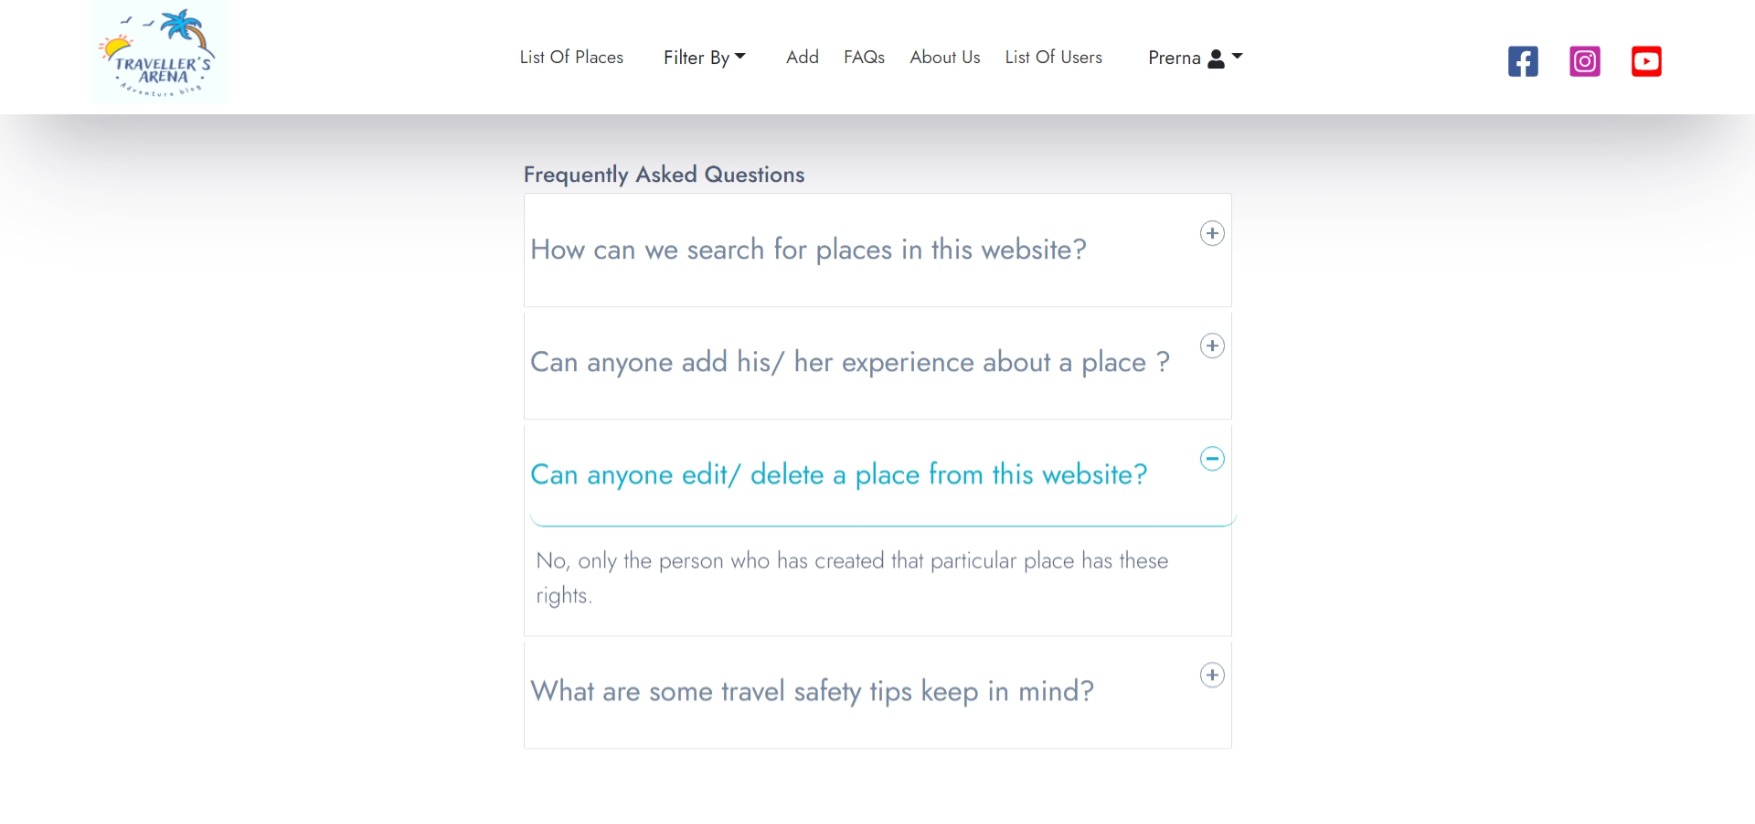 TRAVELLER'S
ARENA
Adventure blog
List Of Places Filter By Add FAQs About Us List Of Users Prerna
Frequently Asked Questions
How can we search for places in this website?
Can anyone add his/ her experience about a place ?
Can anyone edit/ delete a place from this website?
No, only the person who has created that particular place has these
rights.
What are some travel safety tips keep in mind?